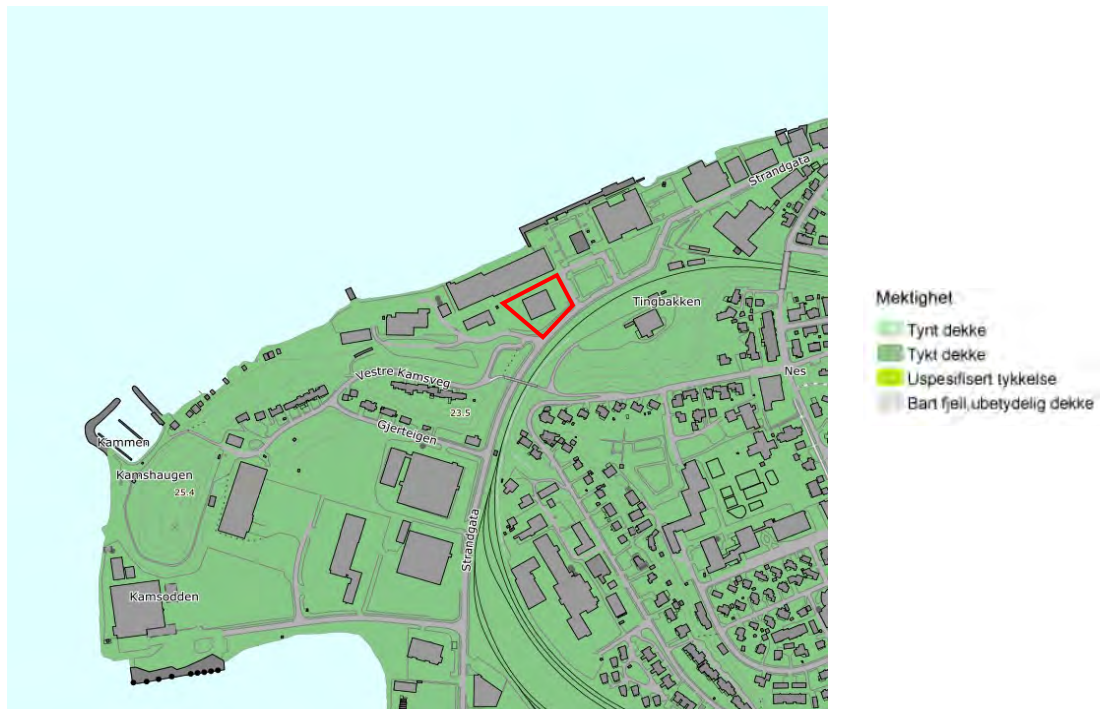 Strandgata
Tingbakken
Mektighet
Tynt dekke
Tykt dekke
Uspesifisert tykkelse
Bart fjell,ubetydelig dekke
Vestre Kamsveg
Nes
23.5
Gjerteigen
Kammen
Kamshaugen
25.4
Strandgata
Kamsodden